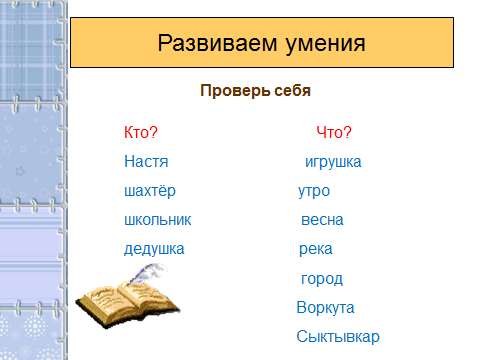 Развиваем умения
Проверь себя
Кто? Что?
Настя игрушка
шахтёр утро
школьник весна
дедушка река
город
Воркута
Сыктывкар